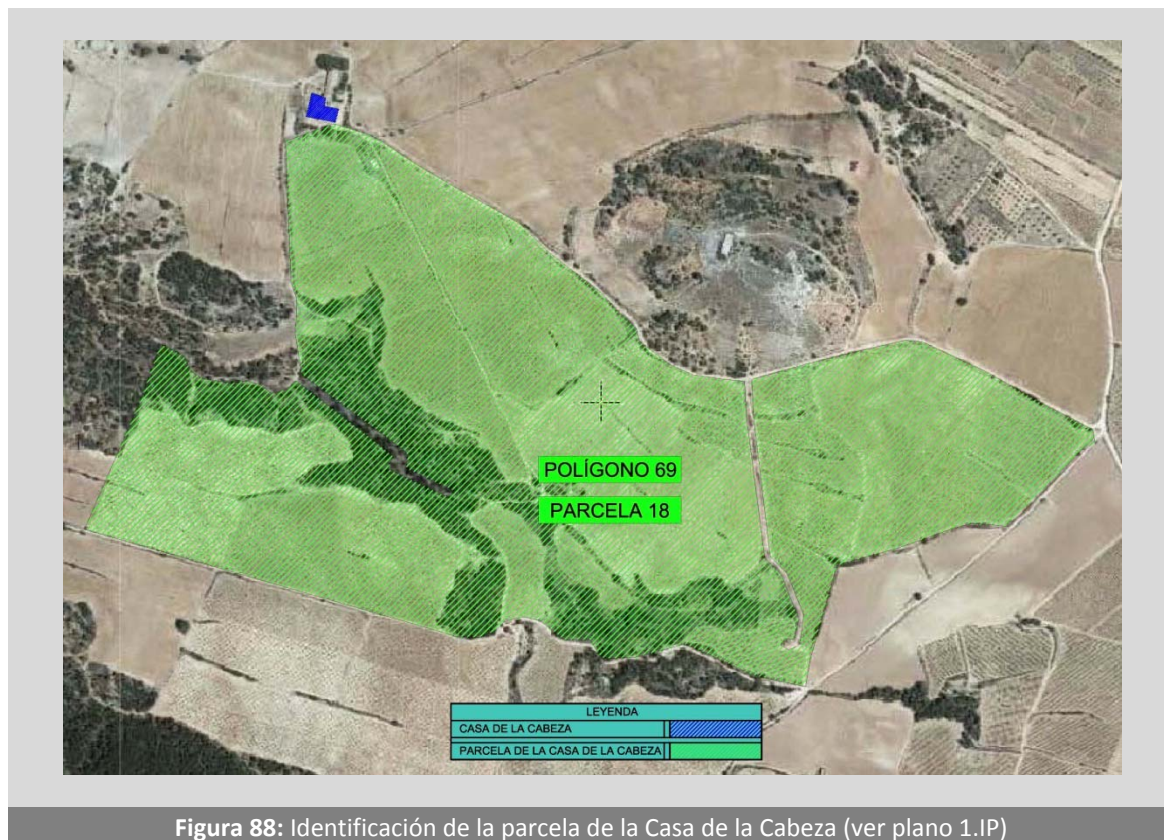 POLÍGONO 69
PARCELA 18
LEYENDA
CASA DE LA CABEZA
PARCELA DE LA CASA DE LA CABEZA
Figura 88: Identificación de la parcela de la Casa de la Cabeza (ver plano 1.IP)